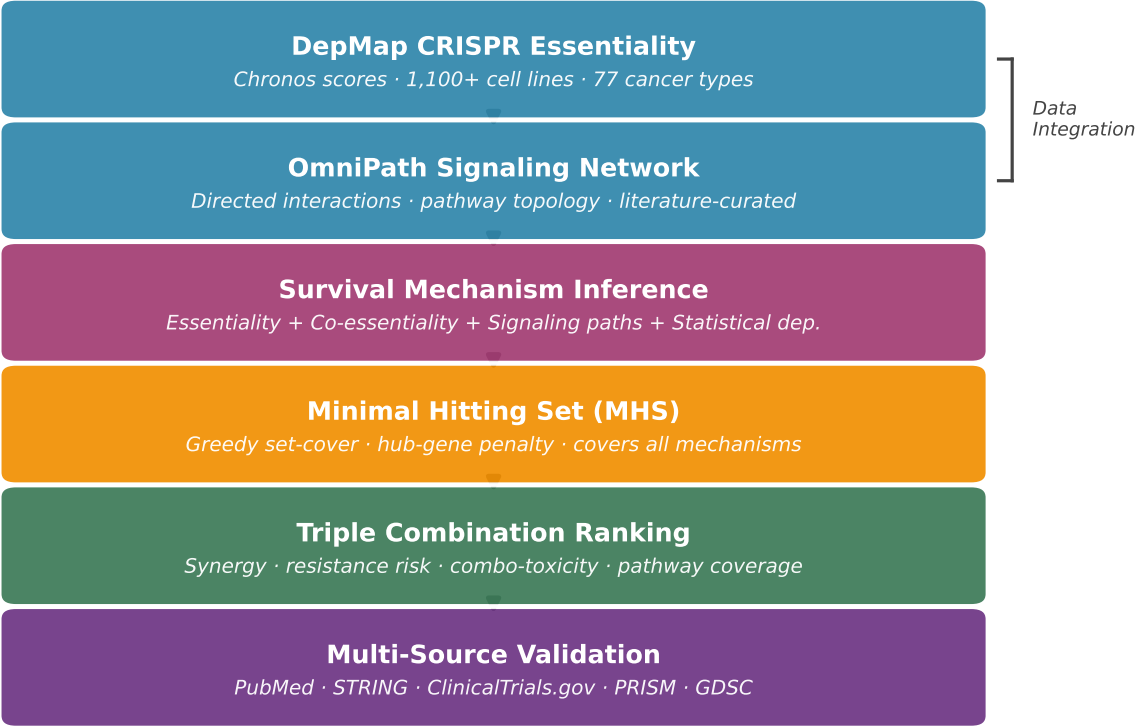 DepMap CRISPR Essentiality
Chronos scores · 1,100+ cell lines · 77 cancer types
Data
Integration
OmniPath Signaling Network
Directed interactions · pathway topology · literature-curated
Survival Mechanism Inference
Essentiality + Co-essentiality + Signaling paths + Statistical dep.
Minimal Hitting Set (MHS)
Greedy set-cover · hub-gene penalty · covers all mechanisms
Triple Combination Ranking
Synergy · resistance risk · combo-toxicity · pathway coverage
Multi-Source Validation
PubMed · STRING · ClinicalTrials.gov · PRISM · GDSC